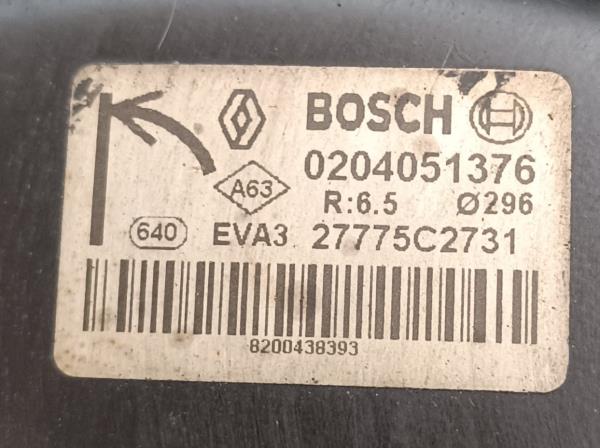 BOSCH
0204051376
A63
R:6.5 Ø296
640 EVA3 27775C2731
8200438393